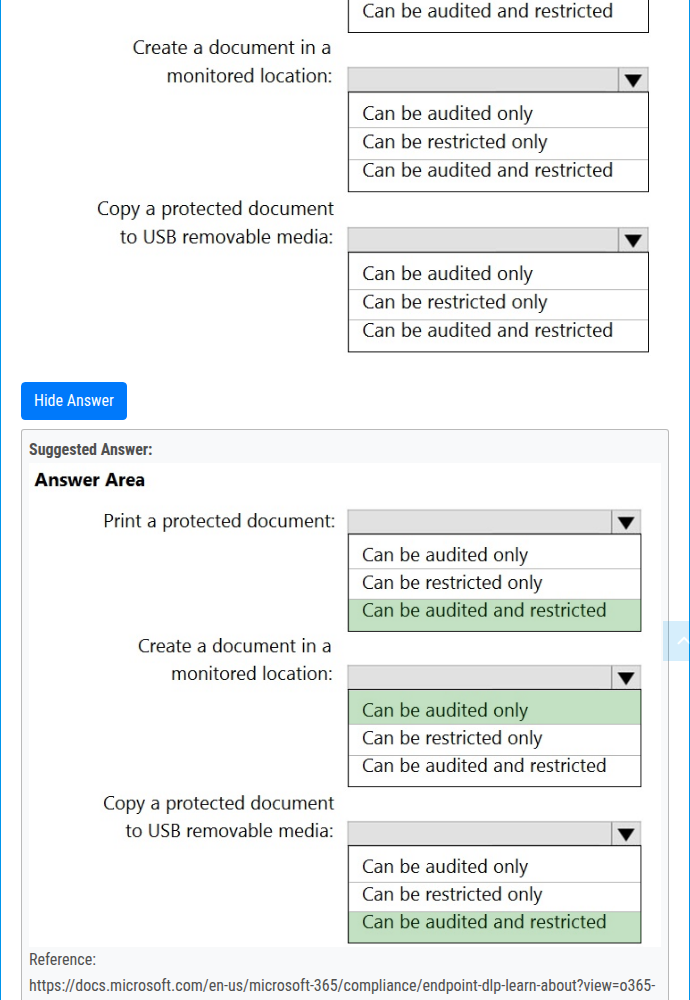 Can be audited and restricted
Create a document in a
monitored location:
Can be audited only
Can be restricted only
Can be audited and restricted
Copy a protected document
to USB removable media:
Can be audited only
Can be restricted only
Can be audited and restricted
Hide Answer
Suggested Answer:
Answer Area
Print a protected document:
Can be audited only
Can be restricted only
Can be audited and restricted
Create a document in a
monitored location:
Can be audited only
Can be restricted only
Can be audited and restricted
Copy a protected document
to USB removable media:
Can be audited only
Can be restricted only
Can be audited and restricted
Reference:
https://docs.microsoft.com/en-us/microsoft-365/compliance/endpoint-dlp-learn-about?view=o365-